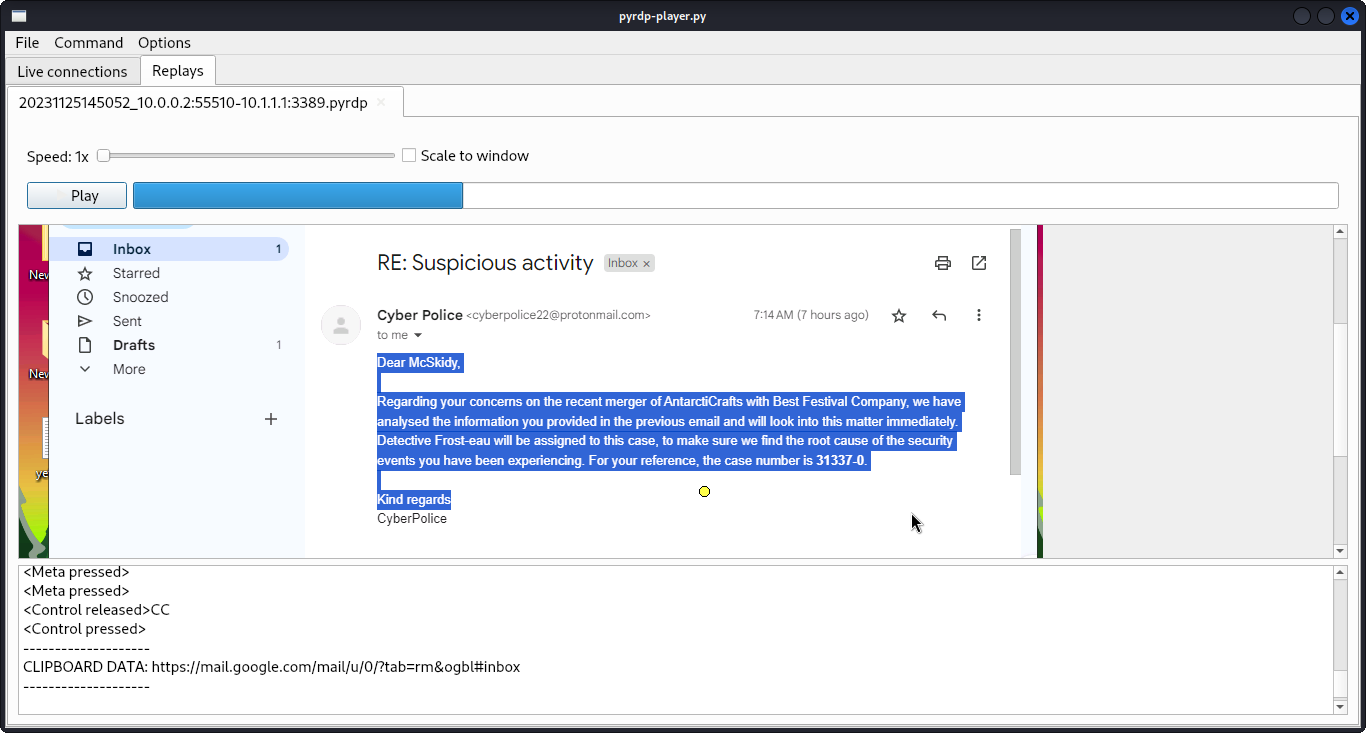 pyrdp-player.py
File Command Options
Live connections Replays
20231125145052_10.0.0.2:55510-10.1.1.1:3389.pyrdp ×
Speed: 1x Scale to window
Play
New
New
ye
Inbox 1
Starred
Snoozed
Sent
Drafts 1
More
Labels +
RE: Suspicious activity Inbox ×
Cyber Police <cyberpolice22@protonmail.com> 7:14 AM (7 hours ago)
to me
Dear McSkidy,
Regarding your concerns on the recent merger of AntarctiCrafts with Best Festival Company, we have
analysed the information you provided in the previous email and will look into this matter immediately.
Detective Frost-eau will be assigned to this case, to make sure we find the root cause of the security
events you have been experiencing. For your reference, the case number is 31337-0.
Kind regards
CyberPolice
<Meta pressed>
<Meta pressed>
<Control released>CC
<Control pressed>
--------------------
CLIPBOARD DATA: https://mail.google.com/mail/u/0/?tab=rm&ogbl#inbox
--------------------